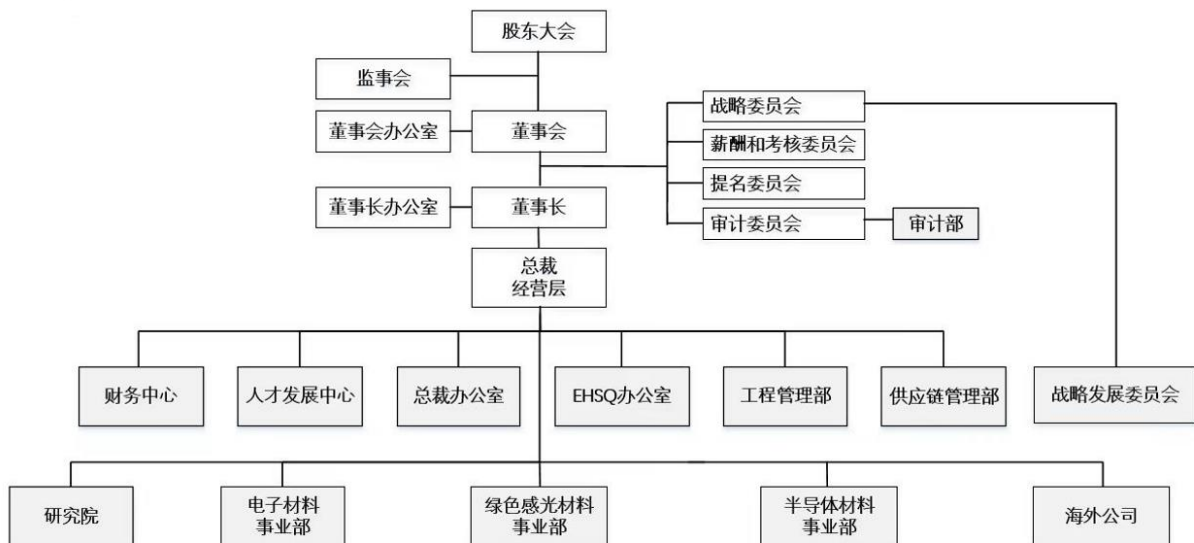 股东大会
监事会
战略委员会
董事会办公室
董事会
薪酬和考核委员会
提名委员会
董事长办公室
董事长
审计委员会
审计部
总裁
经营层
财务中心
人才发展中心
总裁办公室
EHSQ办公室
工程管理部
供应链管理部
战略发展委员会
研究院
电子材料
事业部
绿色感光材料
事业部
半导体材料
事业部
海外公司